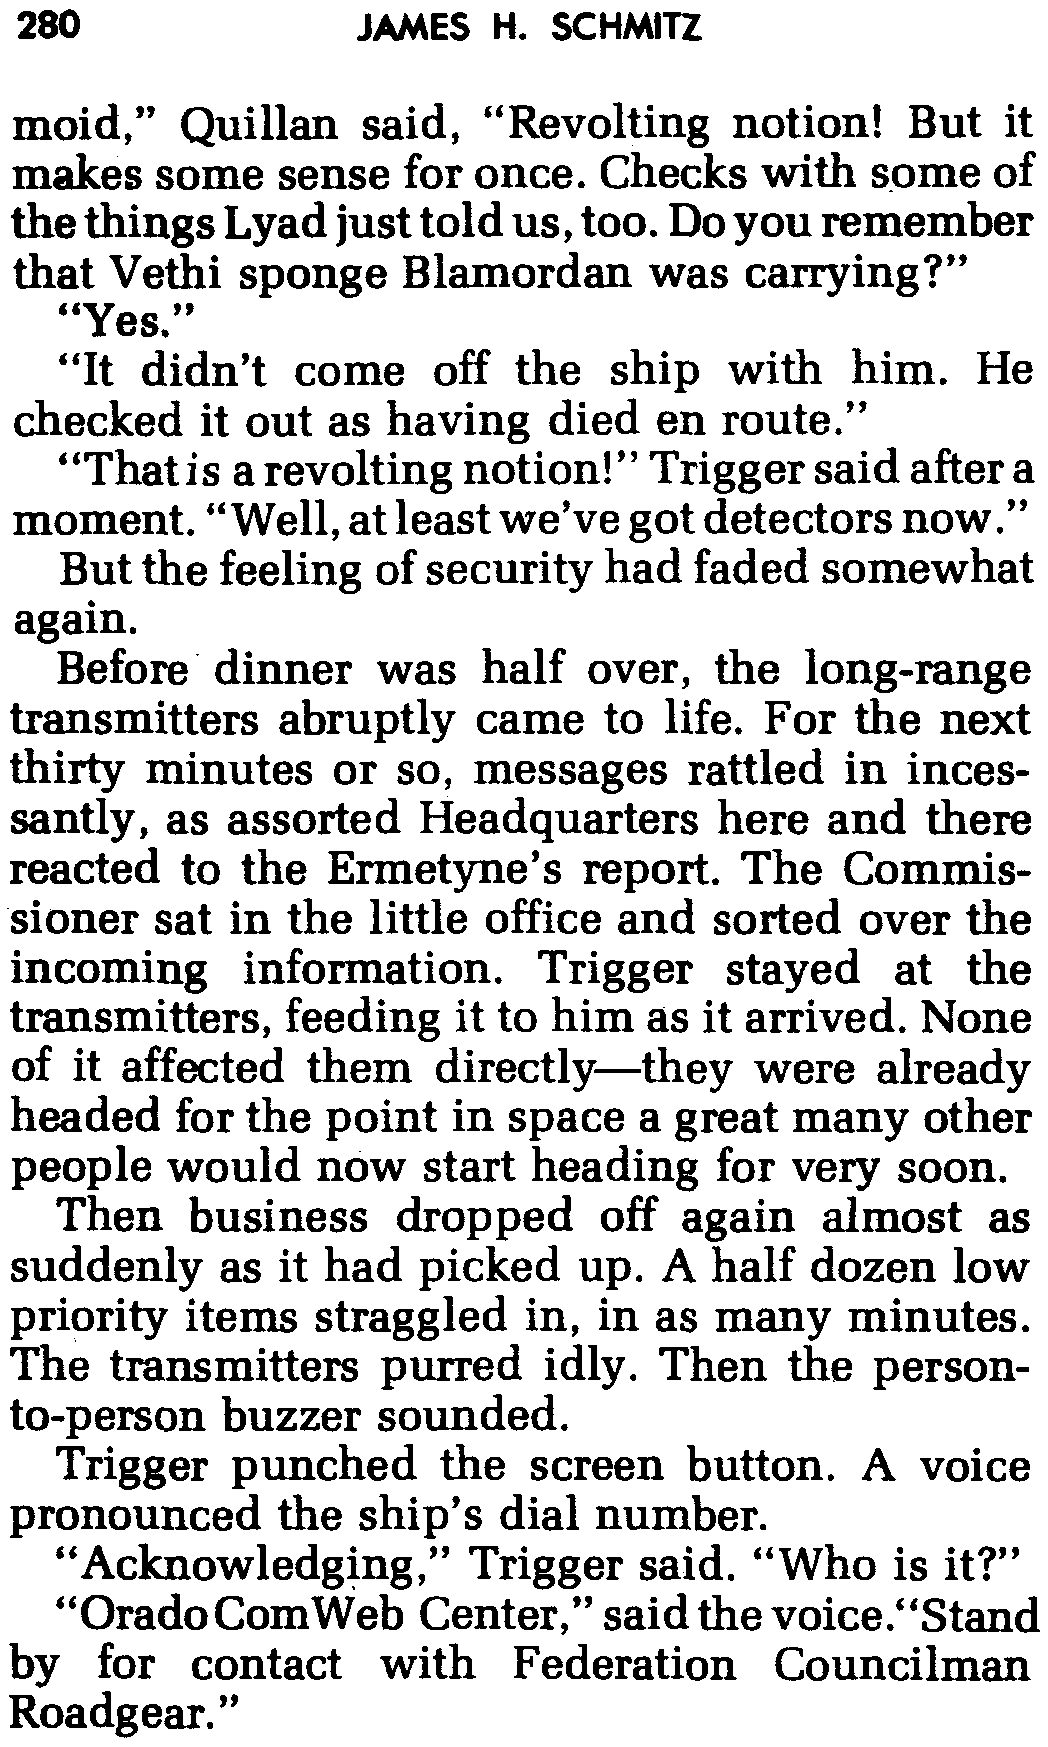 280 JAMES H. SCHMITZ
moid," Quillan said, "Revolting notion! But it
makes some sense for once. Checks with some of
the things Lyad just told us, too. Do you remember
that Vethi sponge Blamordan was carrying?"
"Yes."
"It didn't come off the ship with him. He
checked it out as having died en route."
"That is a revolting notion!" Trigger said after a
moment. "Well, at least we've got detectors now."
But the feeling of security had faded somewhat
again.
Before dinner was half over, the long-range
transmitters abruptly came to life. For the next
thirty minutes or so, messages rattled in inces-
santly, as assorted Headquarters here and there
reacted to the Ermetyne's report. The Commis-
sioner sat in the little office and sorted over the
incoming information. Trigger stayed at the
transmitters, feeding it to him as it arrived. None
of it affected them directly—they were already
headed for the point in space a great many other
people would now start heading for very soon.
Then business dropped off again almost as
suddenly as it had picked up. A half dozen low
priority items straggled in, in as many minutes.
The transmitters purred idly. Then the person-
to-person buzzer sounded.
Trigger punched the screen button. A voice
pronounced the ship's dial number.
"Acknowledging," Trigger said. "Who is it?"
"Orado ComWeb Center," said the voice."Stand
by for contact with Federation Councilman
Roadgear."